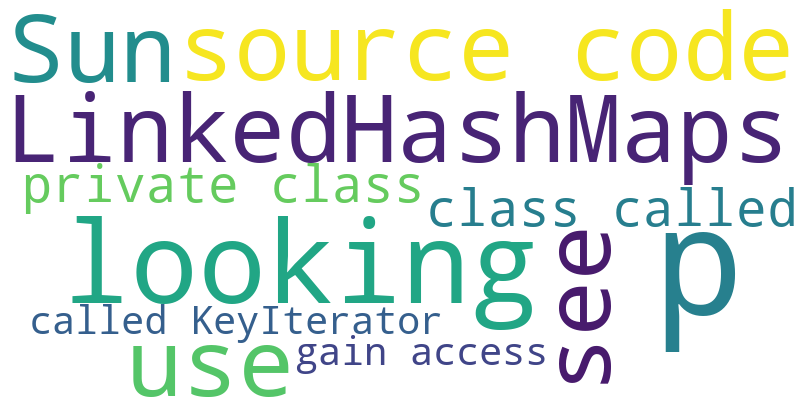 Sun source code
LinkedHashMaps
private class
class called
looking
p
see
called KeyIterator
use
gain access